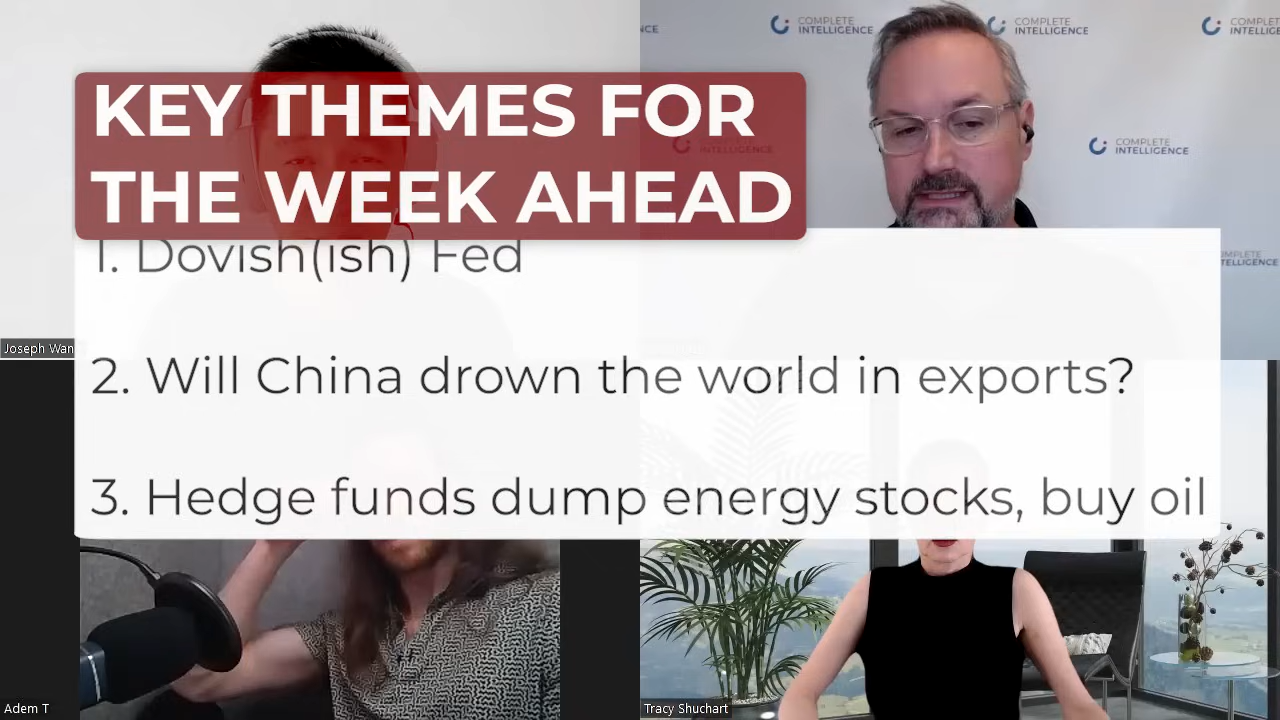 KEY THEMES FOR
THE WEEK AHEAD
1. Dovish(ish) Fed
2. Will China drown the world in exports?
3. Hedge funds dump energy stocks, buy oil
COMPLETE
INTELLIGENCE
COMPLETE
INTELLIGENCE
COMPLETE
INTELLIGENCE
COMPLETE
INTELLIGENCE
Joseph Wan
Adem T
Tracy Shuchart